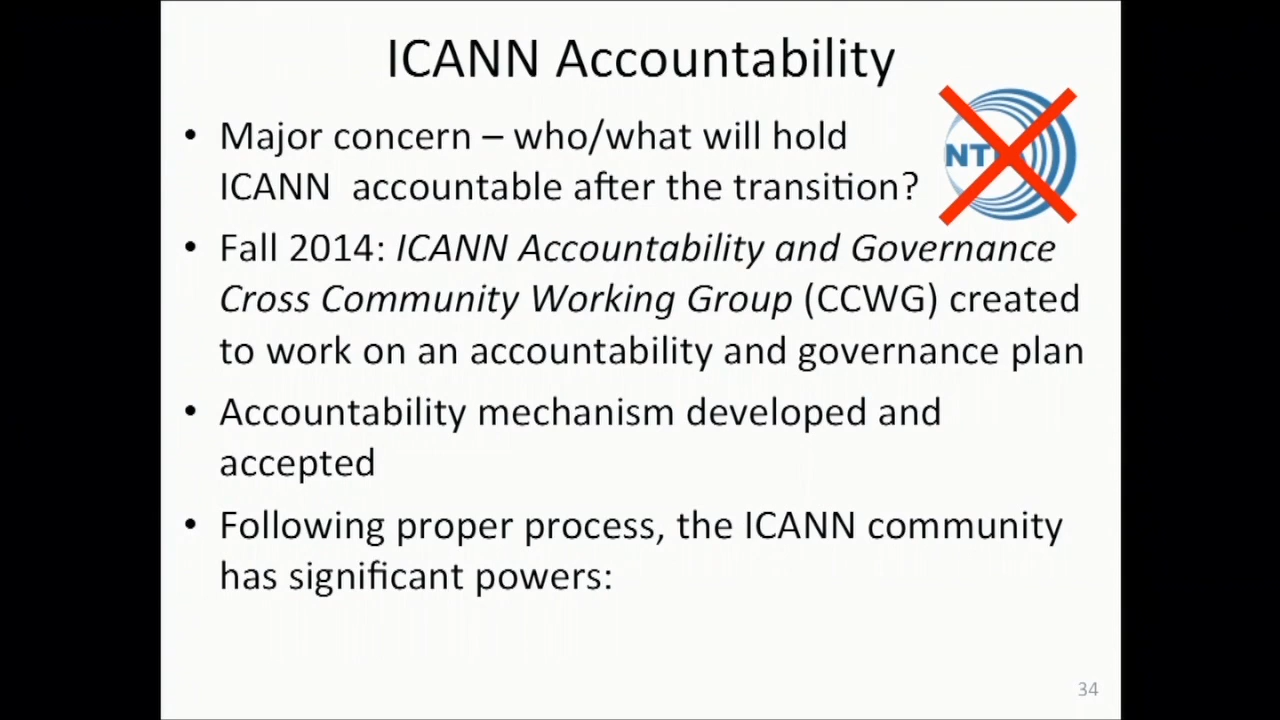 ICANN Accountability
• Major concern – who/what will hold
ICANN accountable after the transition?
NT
• Fall 2014: ICANN Accountability and Governance
Cross Community Working Group (CCWG) created
to work on an accountability and governance plan
• Accountability mechanism developed and
accepted
• Following proper process, the ICANN community
has significant powers:
34